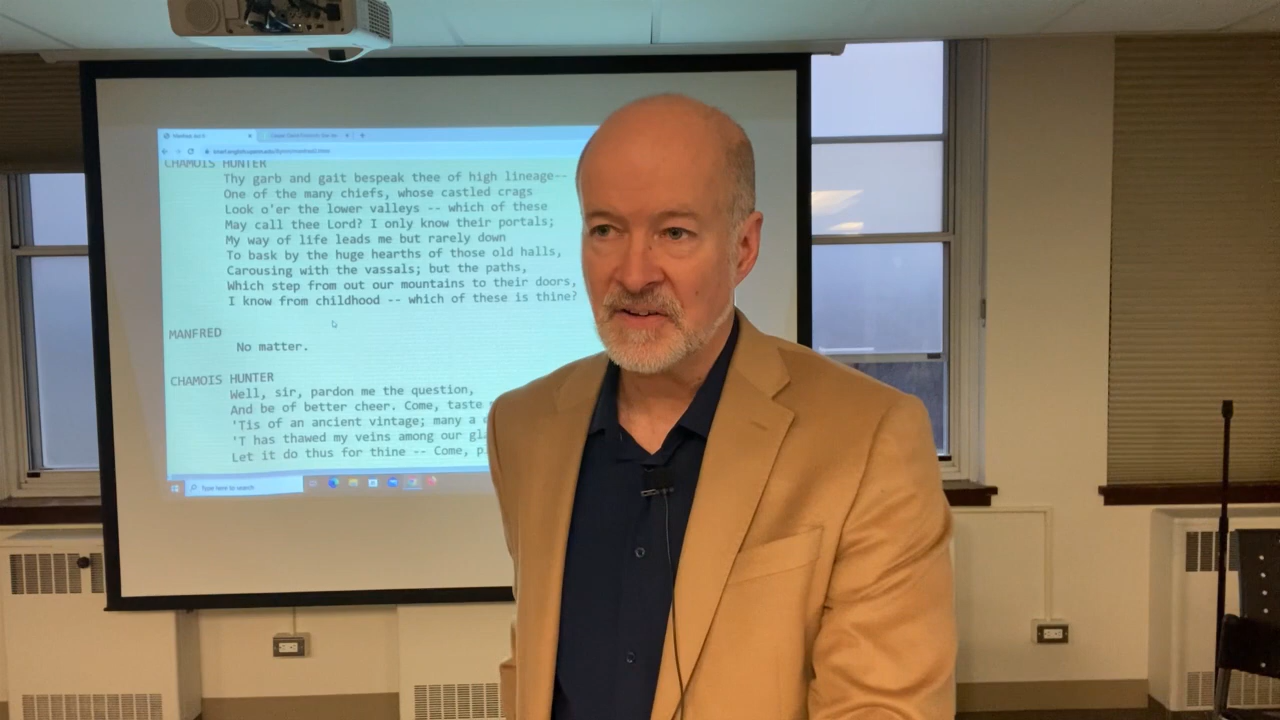 Manfred: Act II
CHAMOIS HUNTER
Thy garb and gait bespeak thee of high lineage--
One of the many chiefs, whose castled crags
Look o'er the lower valleys -- which of these
May call thee Lord? I only know their portals;
My way of life leads me but rarely down
To bask by the huge hearths of those old halls,
Carousing with the vassals; but the paths,
Which step from out our mountains to their doors,
I know from childhood -- which of these is thine?
MANFRED
No matter.
CHAMOIS HUNTER
Well, sir, pardon me the question,
And be of better cheer. Come, taste
'Tis of an ancient vintage; many a
'T has thawed my veins among our
Let it do thus for thine -- Come,
Type here to search